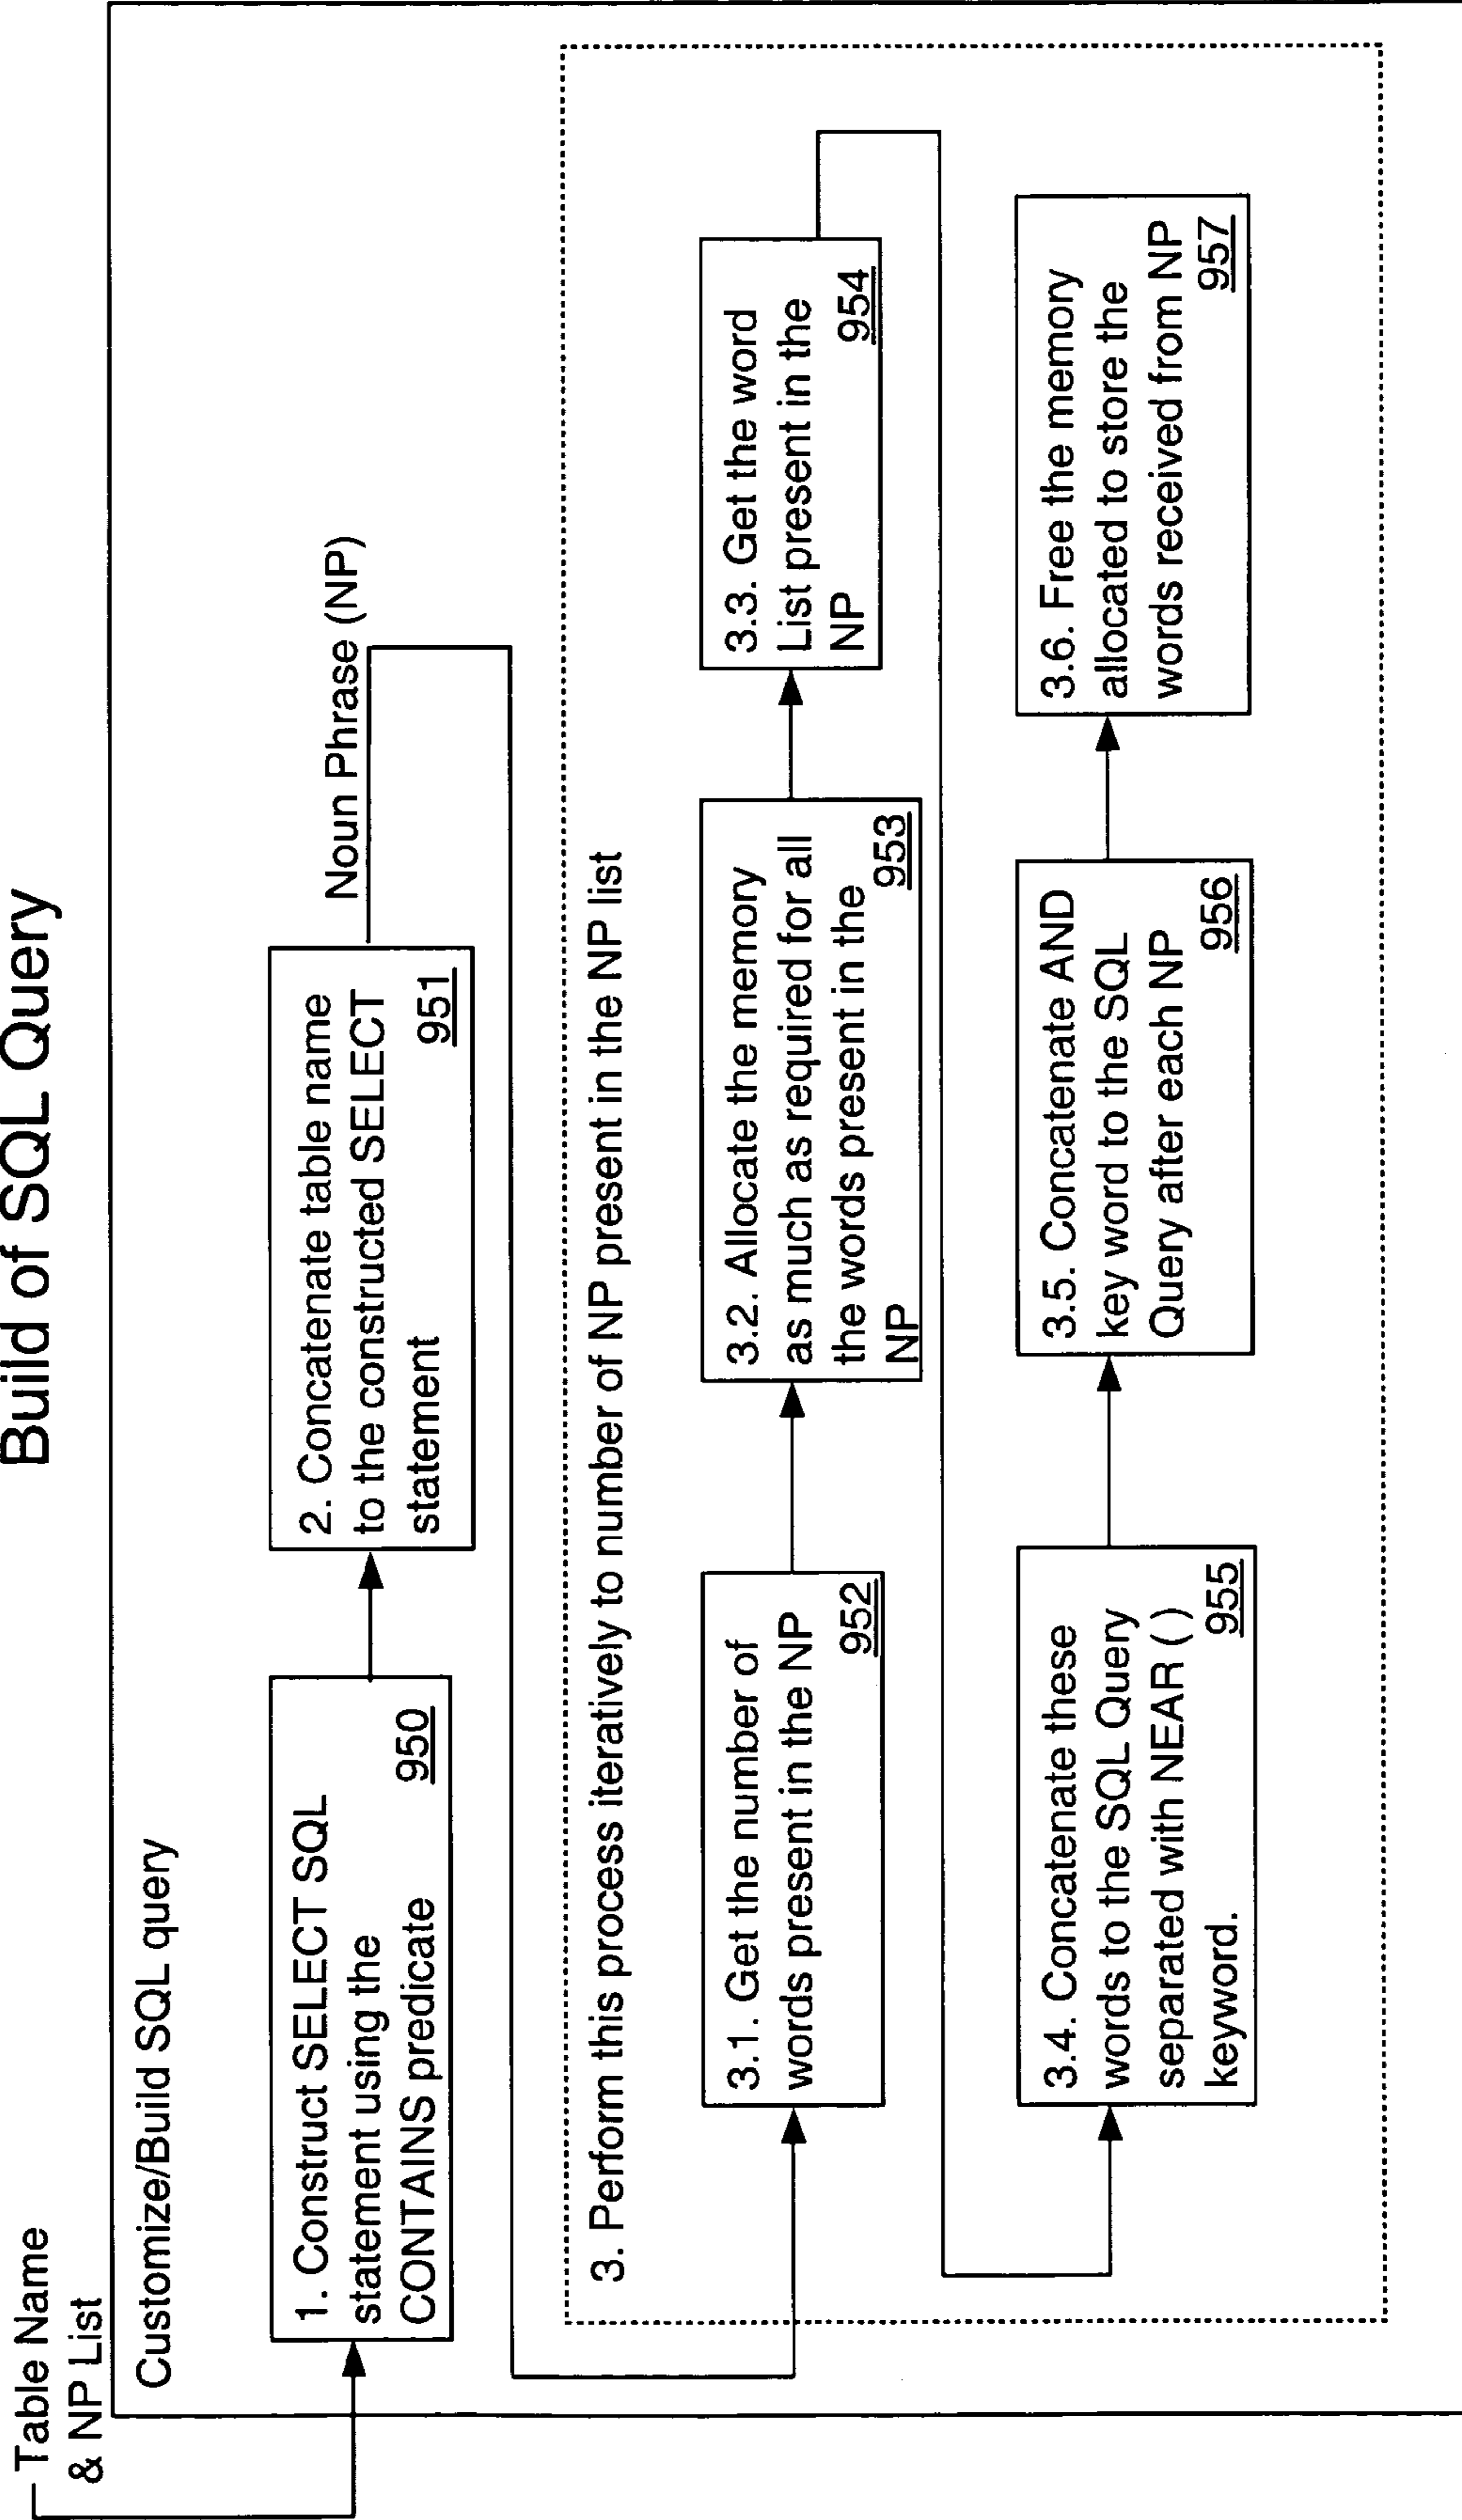 Build of SQL Query
Table Name
& NP List
Customize/Build SQL query
1. Construct SELECT SQL
statement using the
CONTAINS predicate
950
2. Concatenate table name
to the constructed SELECT
statement
951
Noun Phrase (NP)
3. Perform this process iteratively to number of NP present in the NP list
3.1. Get the number of
words present in the NP
952
3.2. Allocate the memory
as much as required for all
the words present in the
NP
953
3.3. Get the word
List present in the
NP
954
3.4. Concatenate these
words to the SQL Query
separated with NEAR ( )
keyword.
955
3.5. Concatenate AND
key word to the SQL
Query after each NP
956
3.6. Free the memory
allocated to store the
words received from NP
957